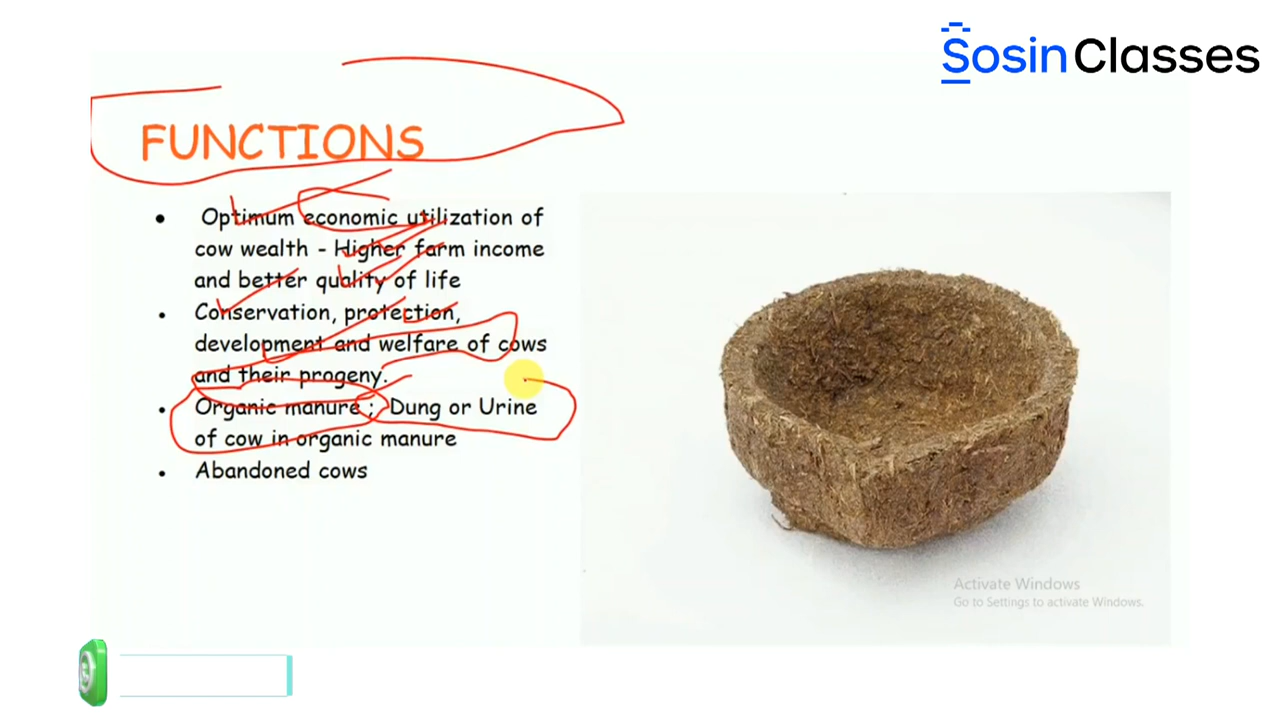 Sosin Classes
FUNCTIONS
• Optimum economic utilization of
cow wealth - Higher farm income
and better quality of life
• Conservation, protection,
development and welfare of cows
and their progeny.
• Organic manure ; Dung or Urine
of cow in organic manure
• Abandoned cows
Activate Windows
Go to Settings to activate Windows.